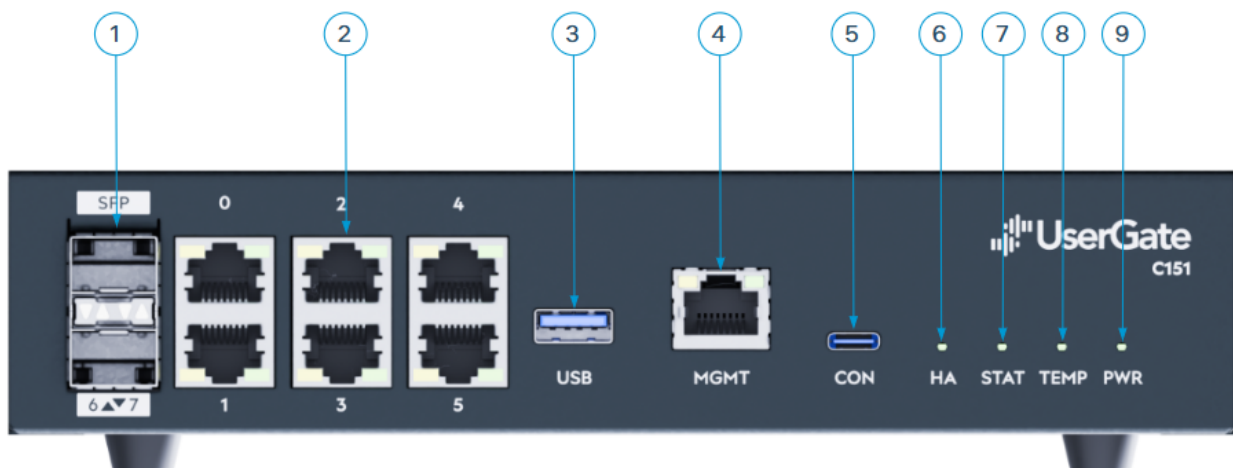 1 2 3 4 5 6 7 8 9
SFP 0 2 4
UserGate
C151
USB MGMT CON HA STAT TEMP PWR
6▲▼7 1 3 5